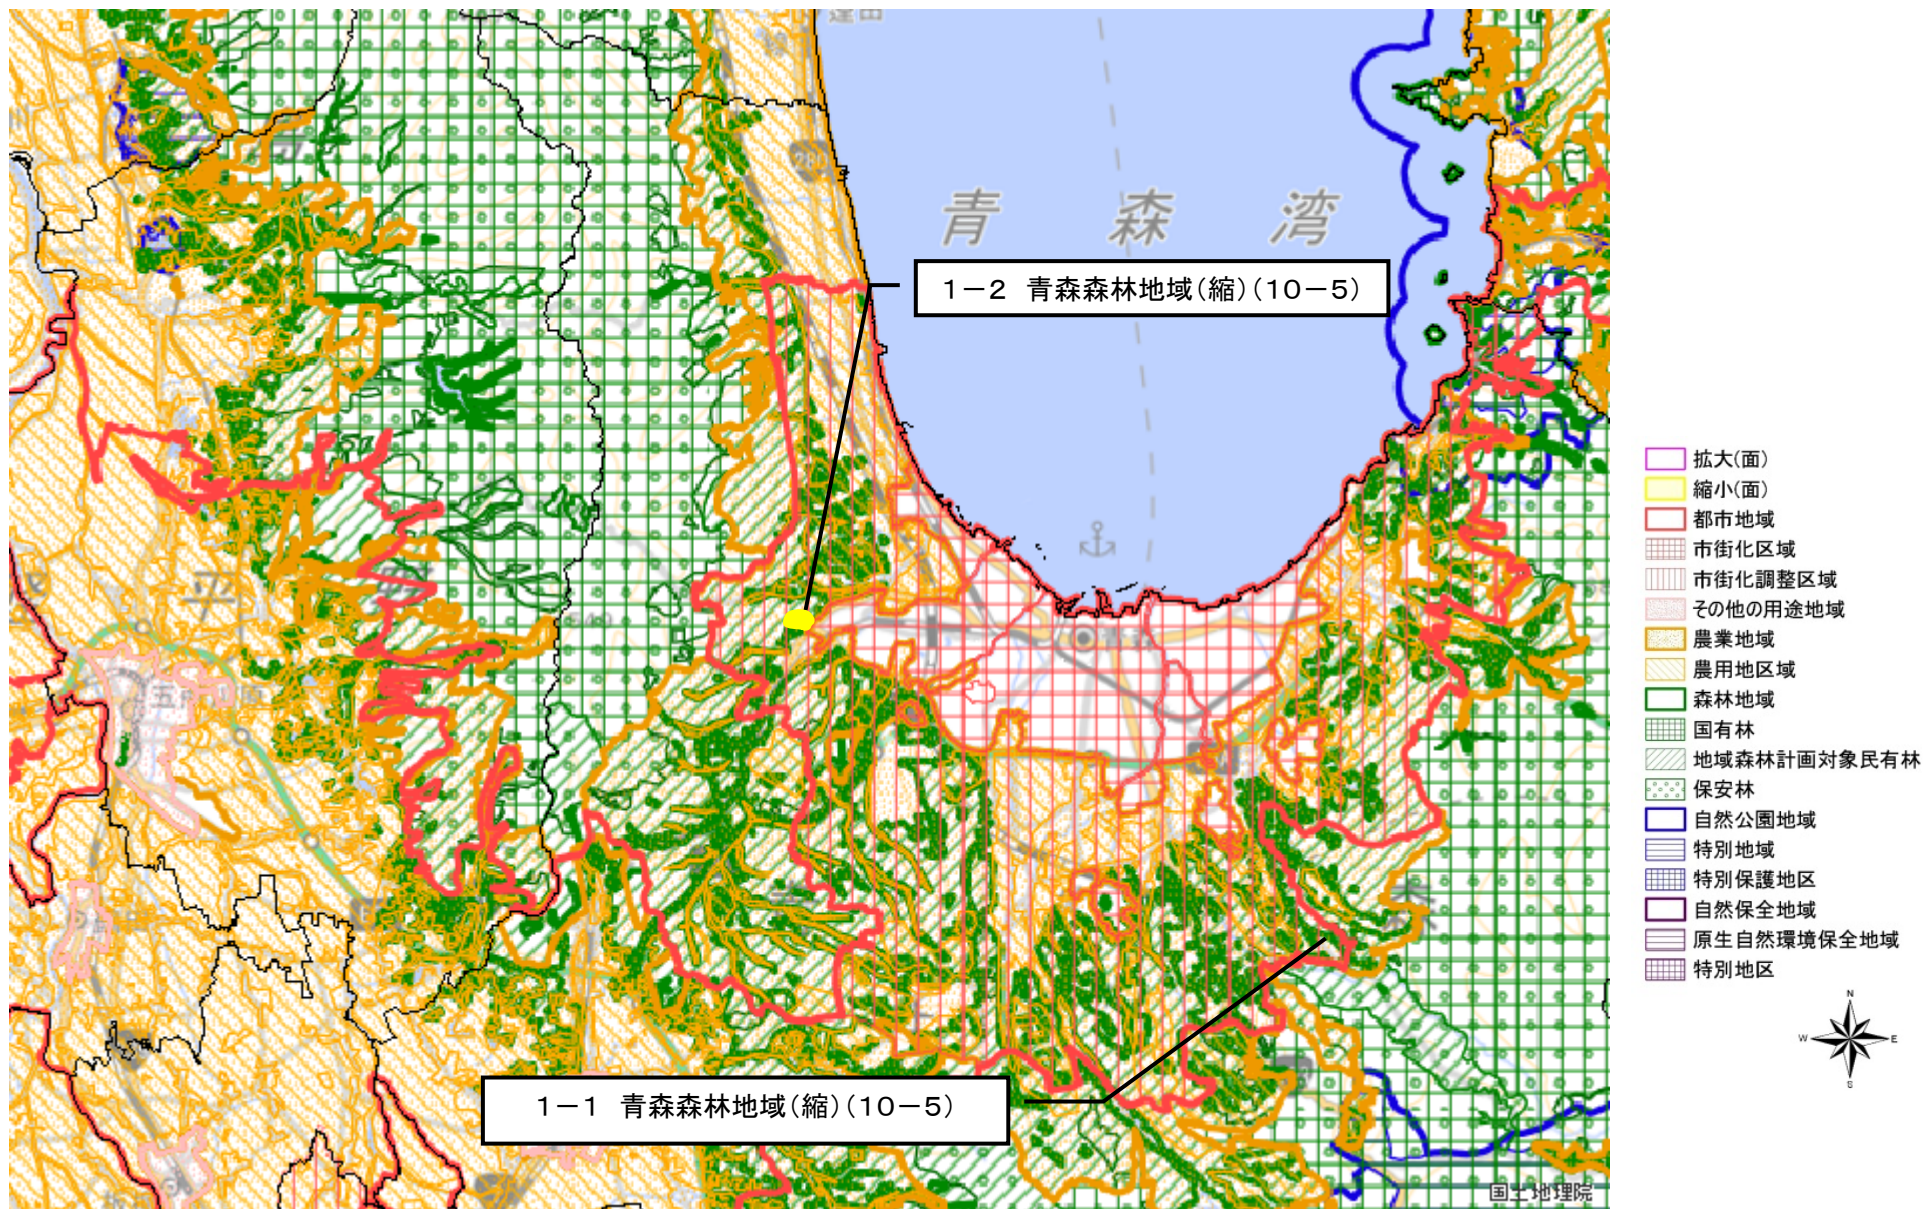 280
青森湾
1－2 青森森林地域（縮）（10－5）
平
1－1 青森森林地域（縮）（10－5）
国土地理院
拡大(面)
縮小(面)
都市地域
市街化区域
市街化調整区域
その他の用途地域
農業地域
農用地区域
森林地域
国有林
地域森林計画対象民有林
保安林
自然公園地域
特別地域
特別保護地区
自然保全地域
原生自然環境保全地域
特別地区
N
W
E
S